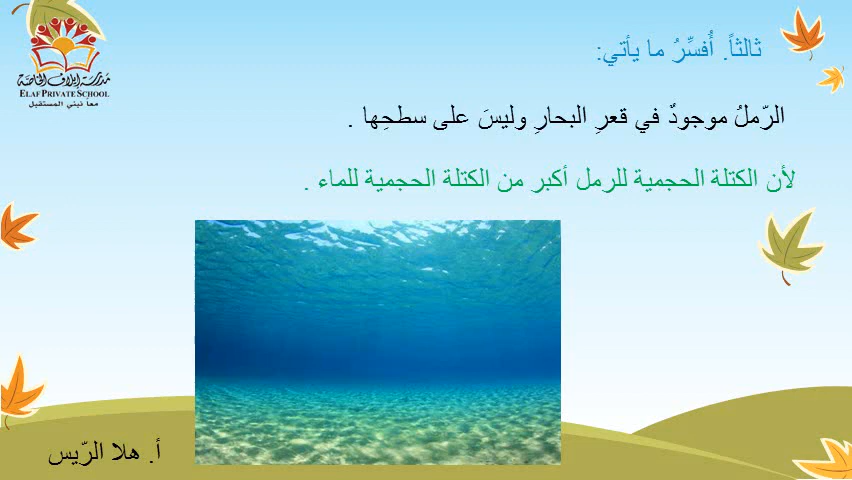 مدرسة إيلاف الخاصة
ELAF PRIVATE SCHOOL
معاً نبني المستقبل
ثالثاً. أُفسِّرُ ما يأتي:
الرّملُ موجودٌ في قعرِ البحارِ وليسَ على سطحِها .
لأن الكتلة الحجمية للرمل أكبر من الكتلة الحجمية للماء .
أ. هلا الرّيس